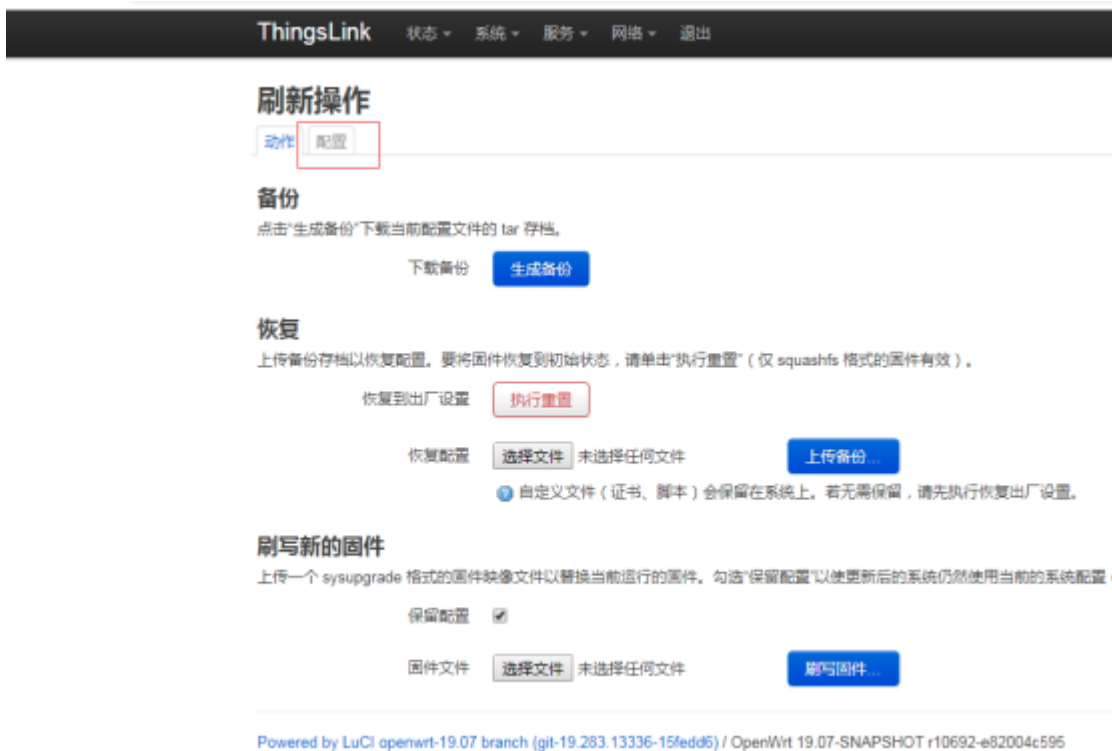 ThingsLink 状态 系统 服务 网络 退出
刷新操作
动作 配置
备份
点击“生成备份”下载当前配置文件的 tar 存档。
下载备份 生成备份
恢复
上传备份存档以恢复配置。要将固件恢复到初始状态，请单击“执行重置”（仅 squashfs 格式的固件有效）。
恢复到出厂设置 执行重置
恢复配置 选择文件 未选择任何文件 上传备份...
自定义文件（证书、脚本）会保留在系统上。若无需保留，请先执行恢复出厂设置。
刷写新的固件
上传一个 sysupgrade 格式的固件映像文件以替换当前运行的固件。勾选“保留配置”以使更新后的系统仍然使用当前的系统配置
保留配置
固件文件 选择文件 未选择任何文件 刷写固件...
Powered by LuCI openwrt-19.07 branch (git-19.283.13336-15fedd6) / OpenWrt 19.07-SNAPSHOT r10692-e82004c595